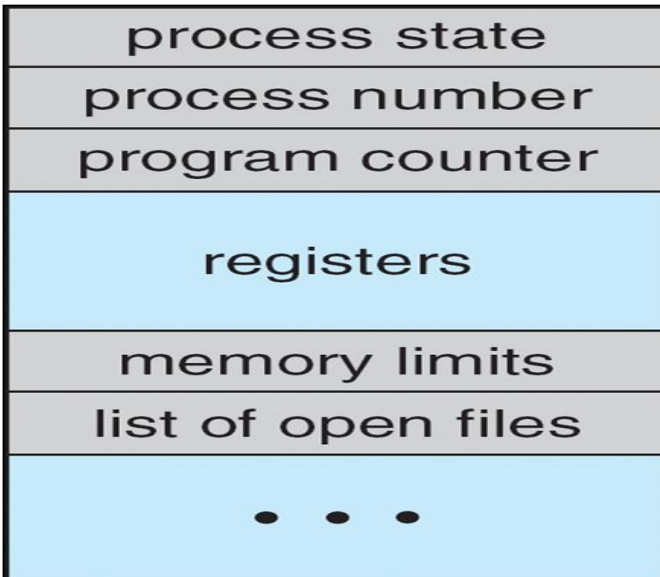 process state
process number
program counter
registers
memory limits
list of open files
• • •